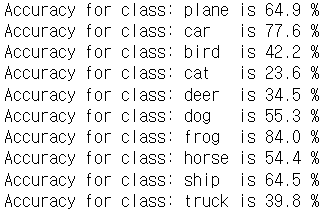 Accuracy for class: plane is 64.9 %
Accuracy for class: car   is 77.6 %
Accuracy for class: bird  is 42.2 %
Accuracy for class: cat   is 23.6 %
Accuracy for class: deer  is 34.5 %
Accuracy for class: dog   is 55.3 %
Accuracy for class: frog  is 84.0 %
Accuracy for class: horse is 54.4 %
Accuracy for class: ship  is 64.5 %
Accuracy for class: truck is 39.8 %